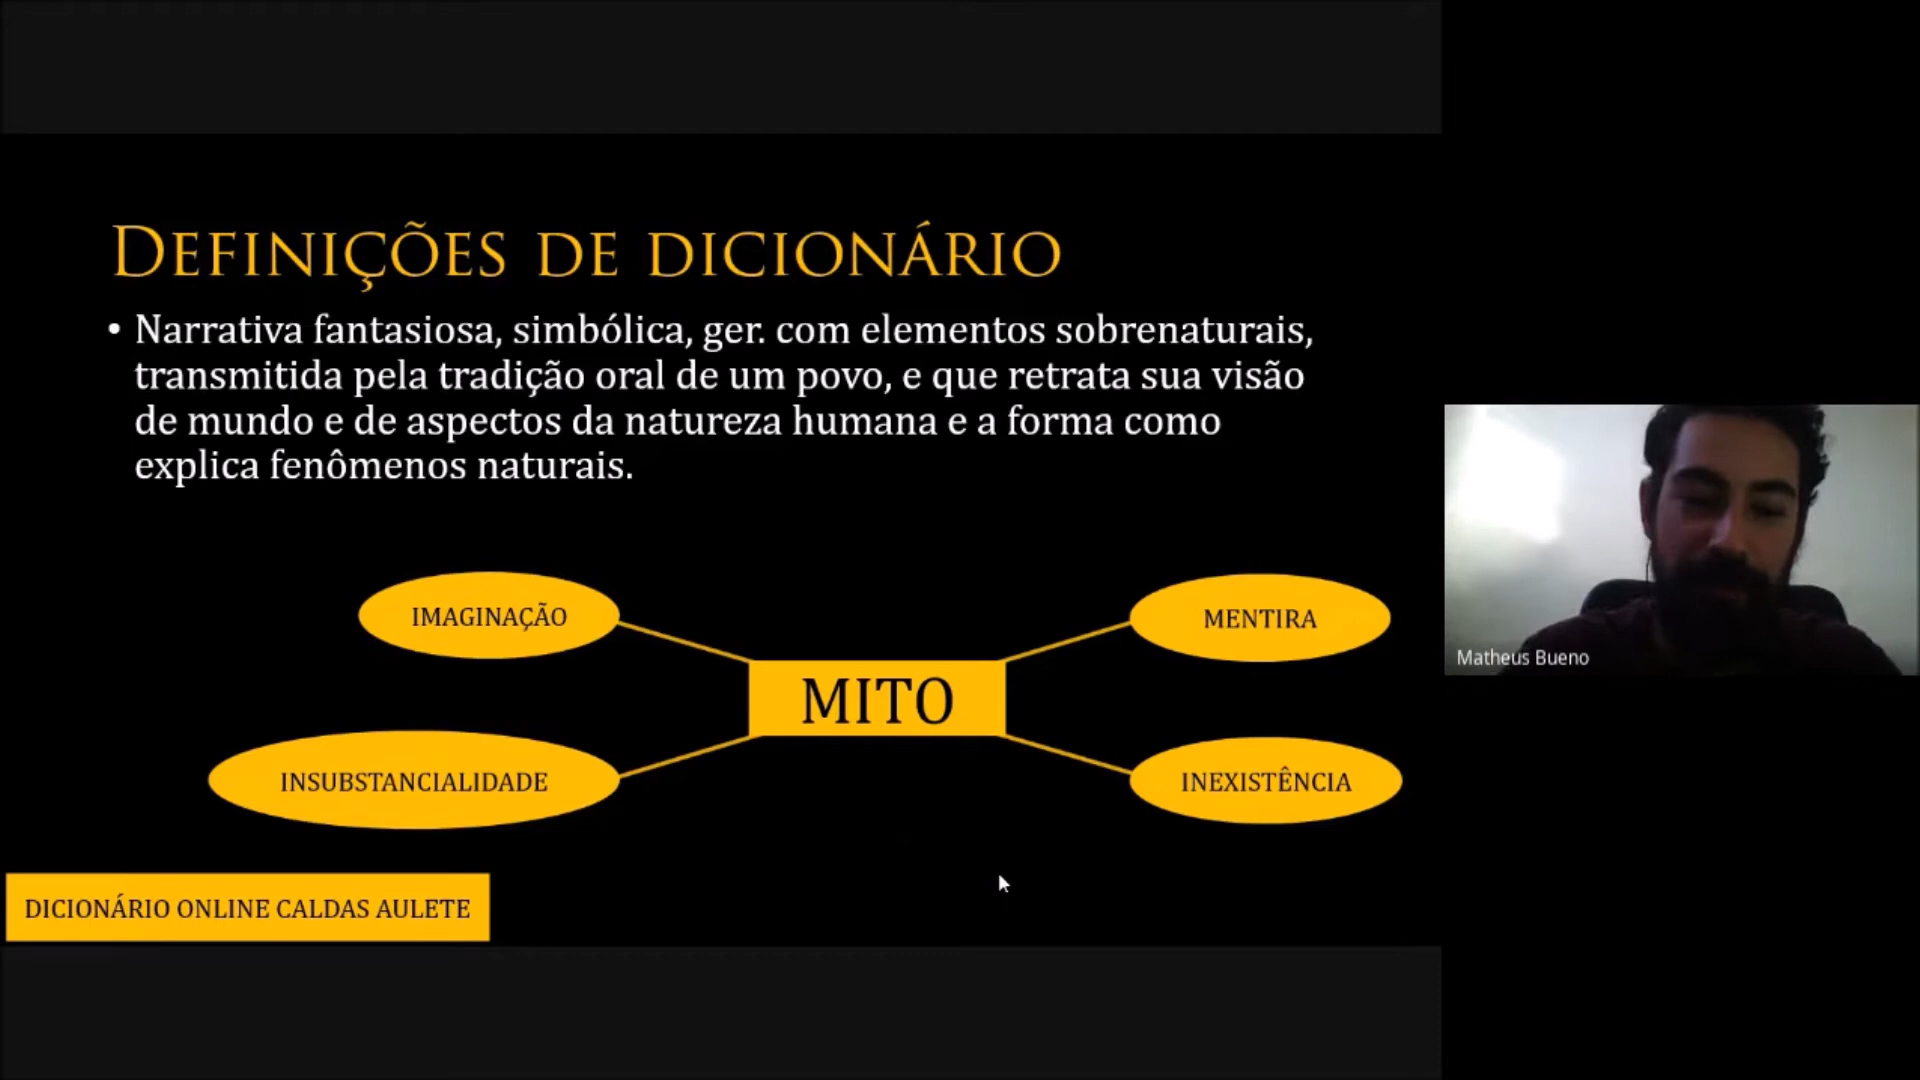 DEFINIÇÕES DE DICIONÁRIO
• Narrativa fantasiosa, simbólica, ger. com elementos sobrenaturais,
transmitida pela tradição oral de um povo, e que retrata sua visão
de mundo e de aspectos da natureza humana e a forma como
explica fenômenos naturais.
IMAGINAÇÃO
MENTIRA
MITO
INSUBSTANCIALIDADE
INEXISTÊNCIA
DICIONÁRIO ONLINE CALDAS AULETE
Matheus Bueno